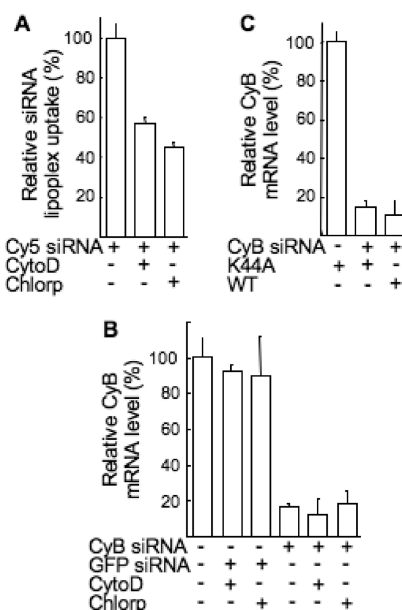 A
Relative siRNA
lipoplex uptake (%)
100
80
60
40
20
Cy5 siRNA + + +
CytoD - + -
Chlorp - - +
C
Relative CyB
mRNA level (%)
100
80
60
40
20
CyB siRNA - + +
K44A + + -
WT - - +
B
Relative CyB
mRNA level (%)
100
80
60
40
20
CyB siRNA - - - + + +
GFP siRNA - + + - - -
CytoD - + - - + -
Chlorp - - + - - +